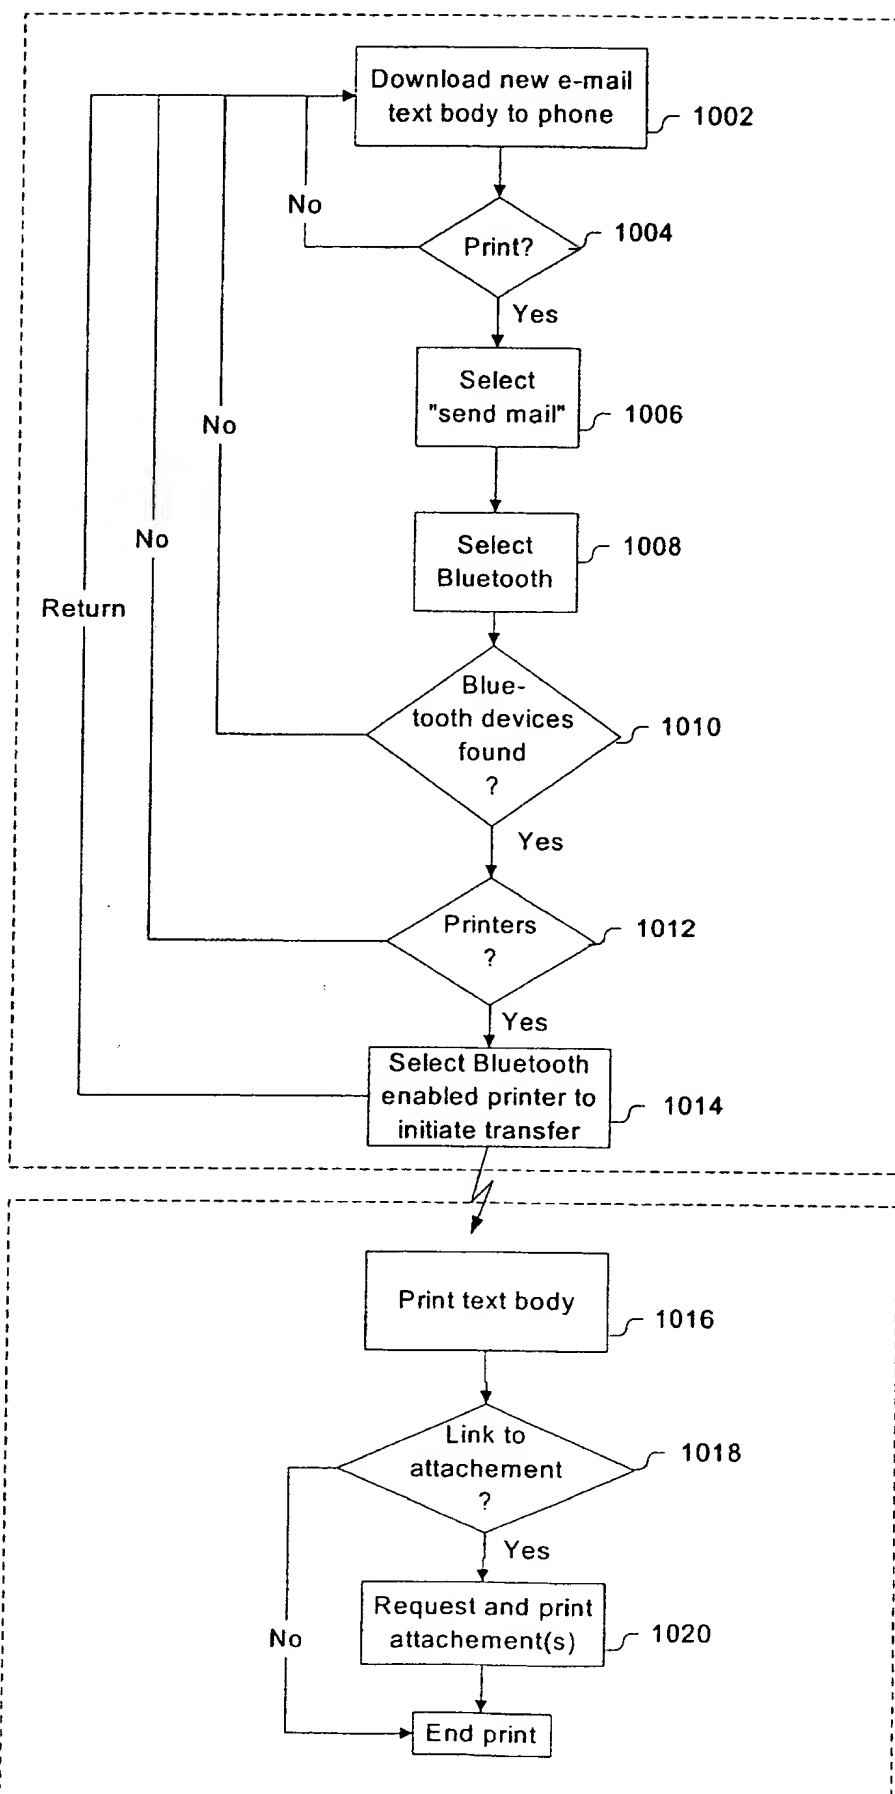 Download new e-mail
text body to phone
1002
No
Print?
1004
Yes
Select
"send mail"
1006
No
Select
Bluetooth
1008
No
Return
Blue-
tooth devices
found
?
1010
Yes
Printers
?
1012
Yes
Select Bluetooth
enabled printer to
initiate transfer
1014
Print text body
1016
Link to
attachement
?
1018
Yes
Request and print
attachement(s)
1020
No
End print